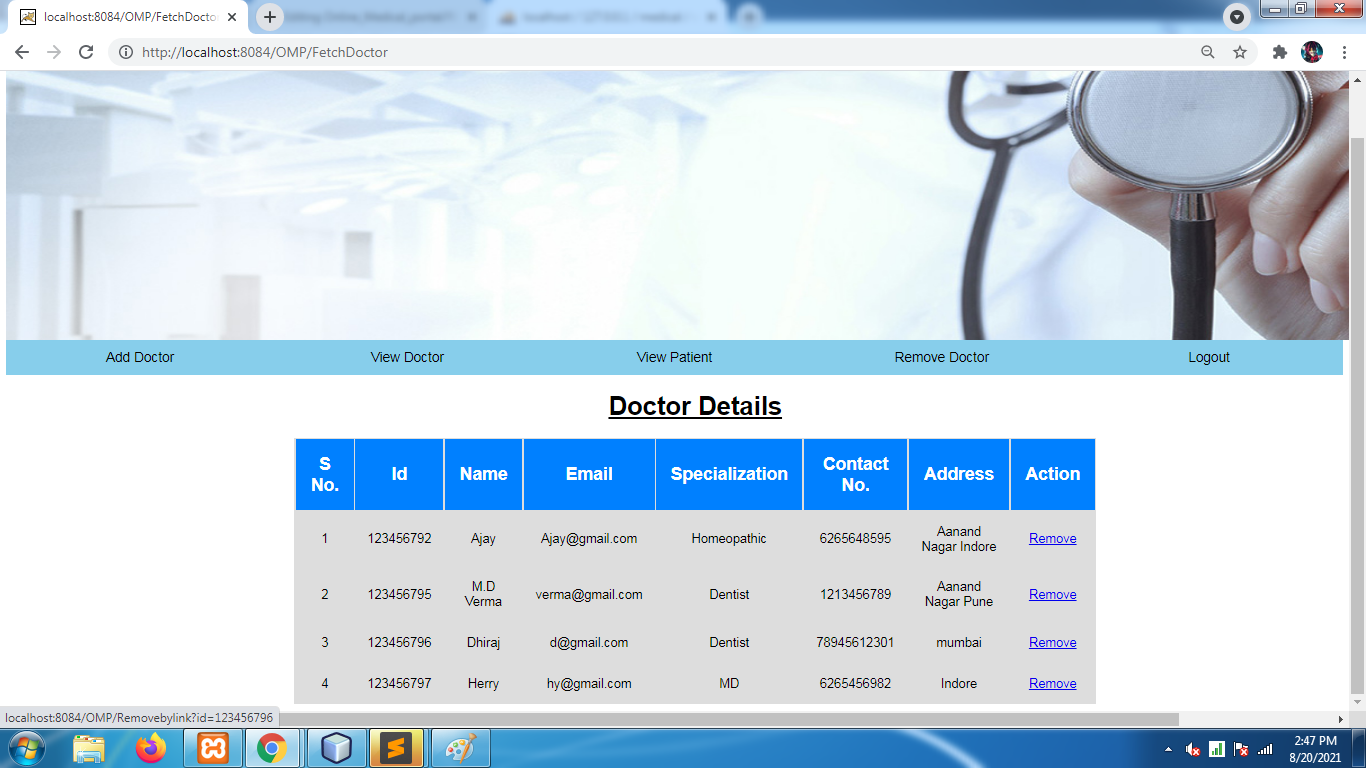 localhost:8084/OMP/FetchDocto
http://localhost:8084/OMP/FetchDoctor
Add Doctor View Doctor View Patient Remove Doctor Logout
Doctor Details
S No. Id Name Email Specialization Contact No. Address Action
1 123456792 Ajay Ajay@gmail.com Homeopathic 6265648595 Aanand Nagar Indore Remove
2 123456795 M.D Verma verma@gmail.com Dentist 1213456789 Aanand Nagar Pune Remove
3 123456796 Dhiraj d@gmail.com Dentist 78945612301 mumbai Remove
4 123456797 Herry hy@gmail.com MD 6265456982 Indore Remove
localhost:8084/OMP/Removebylink?id=123456796
2:47 PM
8/20/2021